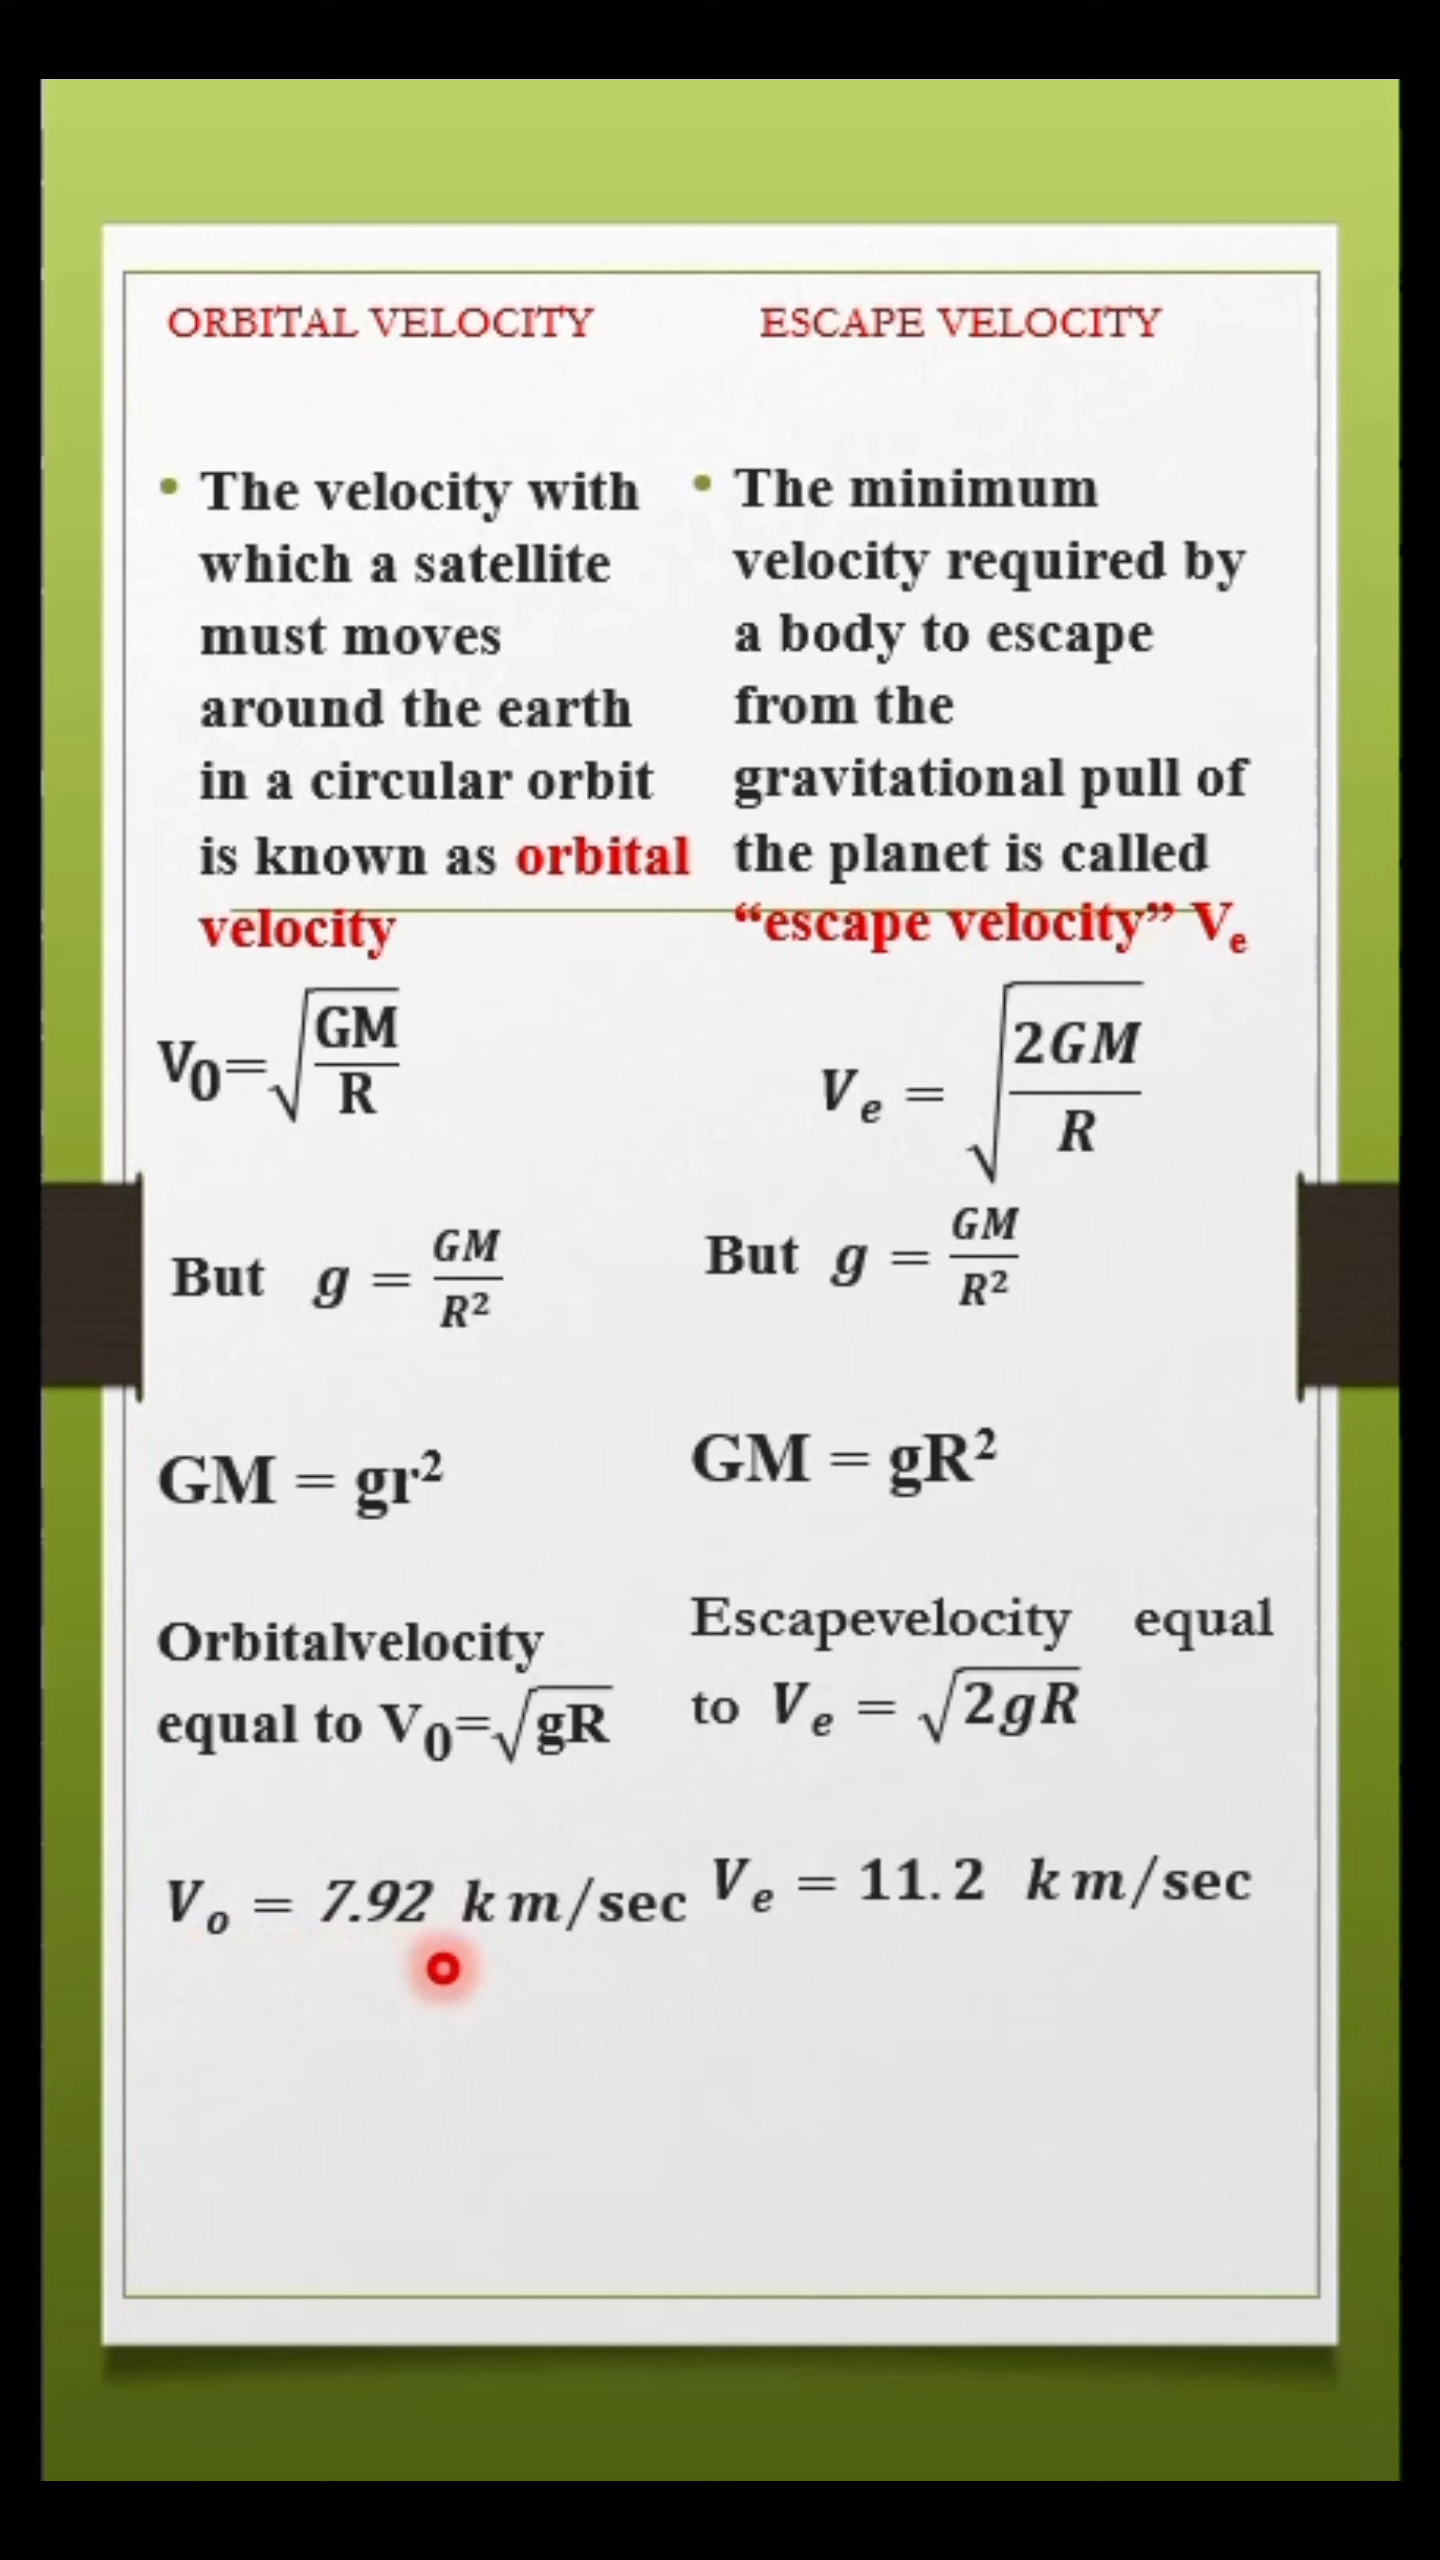 ORBITAL VELOCITY
• The velocity with
which a satellite
must moves
around the earth
in a circular orbit
is known as orbital
velocity
V₀=√(GM/R)
But g = GM/R²
GM = gr²
Orbitalvelocity
equal to V₀=√gR
Vₒ = 7.92 km/sec
ESCAPE VELOCITY
• The minimum
velocity required by
a body to escape
from the
gravitational pull of
the planet is called
“escape velocity” Vₑ
Vₑ = √(2GM/R)
But g = GM/R²
GM = gR²
Escapevelocity equal
to Vₑ = √2gR
Vₑ = 11.2 km/sec